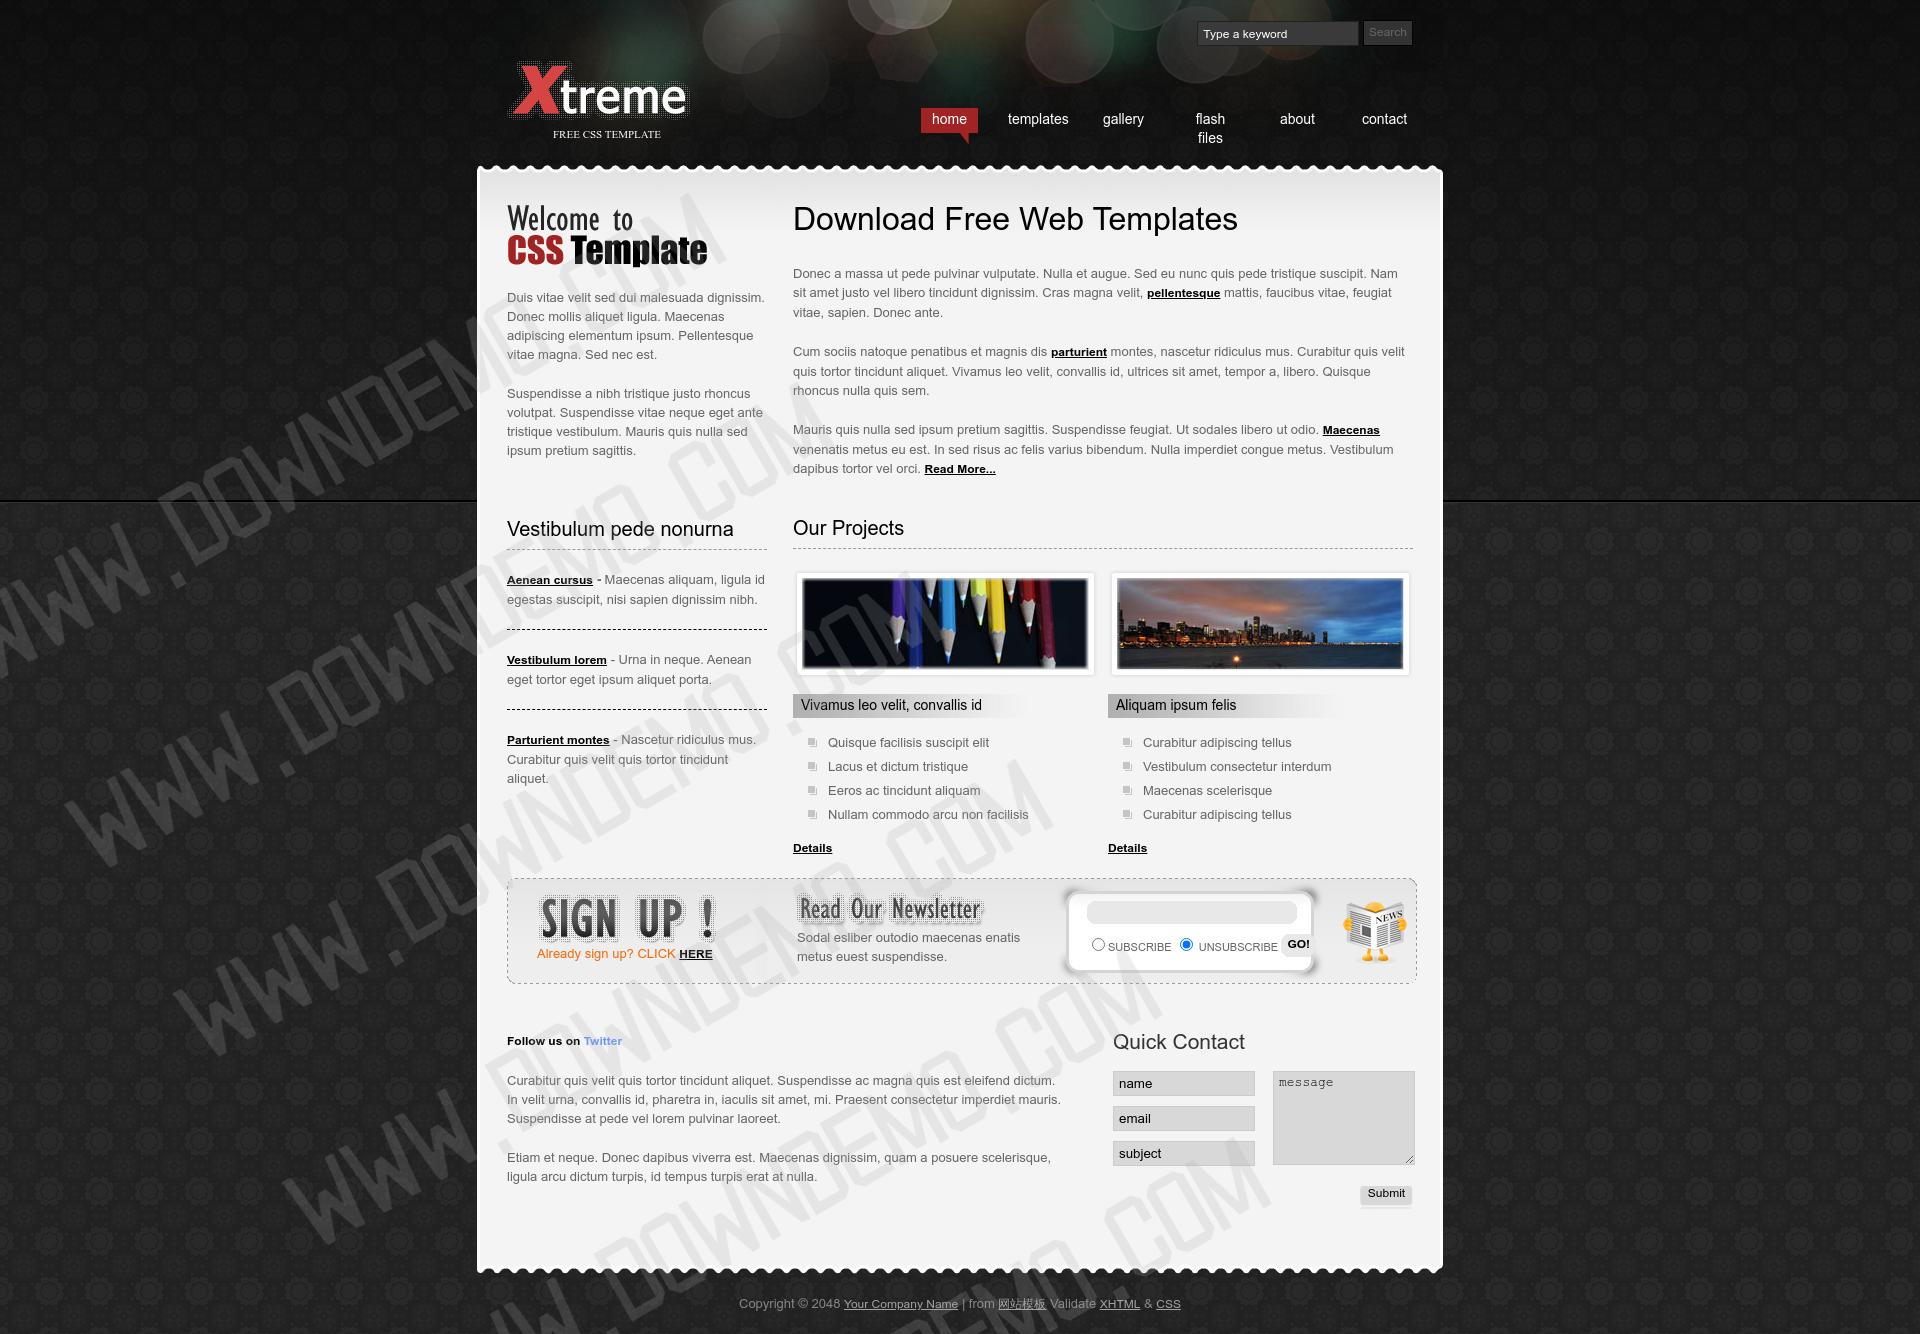 Type a keyword
Search
Xtreme
FREE CSS TEMPLATE
home
templates
gallery
flash
files
about
contact
Welcome to
CSS Template
Duis vitae velit sed dui malesuada dignissim.
Donec mollis aliquet ligula. Maecenas
adipiscing elementum ipsum. Pellentesque
vitae magna. Sed nec est.
Suspendisse a nibh tristique justo rhoncus
volutpat. Suspendisse vitae neque eget ante
tristique vestibulum. Mauris quis nulla sed
ipsum pretium sagittis.
Download Free Web Templates
Donec a massa ut pede pulvinar vulputate. Nulla et augue. Sed eu nunc quis pede tristique suscipit. Nam
sit amet justo vel libero tincidunt dignissim. Cras magna velit, pellentesque mattis, faucibus vitae, feugiat
vitae, sapien. Donec ante.
Cum sociis natoque penatibus et magnis dis parturient montes, nascetur ridiculus mus. Curabitur quis velit
quis tortor tincidunt aliquet. Vivamus leo velit, convallis id, ultrices sit amet, tempor a, libero. Quisque
rhoncus nulla quis sem.
Mauris quis nulla sed ipsum pretium sagittis. Suspendisse feugiat. Ut sodales libero ut odio. Maecenas
venenatis metus eu est. In sed risus ac felis varius bibendum. Nulla imperdiet congue metus. Vestibulum
dapibus tortor vel orci. Read More...
Vestibulum pede nonurna
Aenean cursus - Maecenas aliquam, ligula id
egestas suscipit, nisi sapien dignissim nibh.
Vestibulum lorem - Urna in neque. Aenean
eget tortor eget ipsum aliquet porta.
Parturient montes - Nascetur ridiculus mus.
Curabitur quis velit quis tortor tincidunt
aliquet.
Our Projects
Vivamus leo velit, convallis id
Quisque facilisis suscipit elit
Lacus et dictum tristique
Eeros ac tincidunt aliquam
Nullam commodo arcu non facilisis
Details
Aliquam ipsum felis
Curabitur adipiscing tellus
Vestibulum consectetur interdum
Maecenas scelerisque
Curabitur adipiscing tellus
Details
SIGN UP !
Already sign up? CLICK HERE
Read Our Newsletter
Sodal esliber outodio maecenas enatis
metus euest suspendisse.
SUBSCRIBE
UNSUBSCRIBE
GO!
NEWS
Follow us on Twitter
Curabitur quis velit quis tortor tincidunt aliquet. Suspendisse ac magna quis est eleifend dictum.
In velit urna, convallis id, pharetra in, iaculis sit amet, mi. Praesent consectetur imperdiet mauris.
Suspendisse at pede vel lorem pulvinar laoreet.
Etiam et neque. Donec dapibus viverra est. Maecenas dignissim, quam a posuere scelerisque,
ligula arcu dictum turpis, id tempus turpis erat at nulla.
Quick Contact
name
email
subject
message
Submit
Copyright © 2048 Your Company Name | from 网站模板 Validate XHTML & CSS
WWW.DOWNDEMO.COM
WWW.DOWNDEMO.COM
WWW.DOWNDEMO.COM
WWW.DOWNDEMO.COM
WWW.DOWNDEMO.COM
WW.DOWNDEMO.COM
EMO.COM